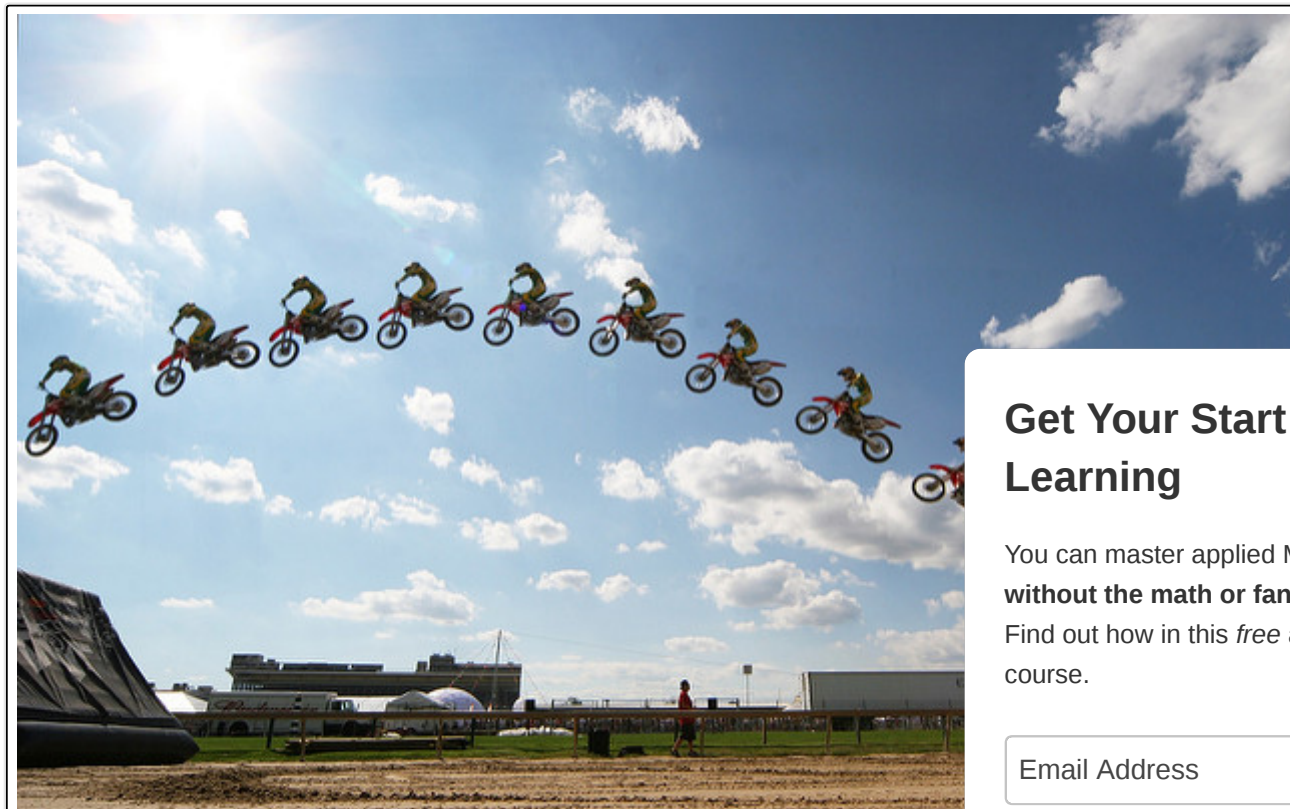 Get Your Start
Learning
You can master applied M
without the math or fan
Find out how in this free a
course.
Email Address